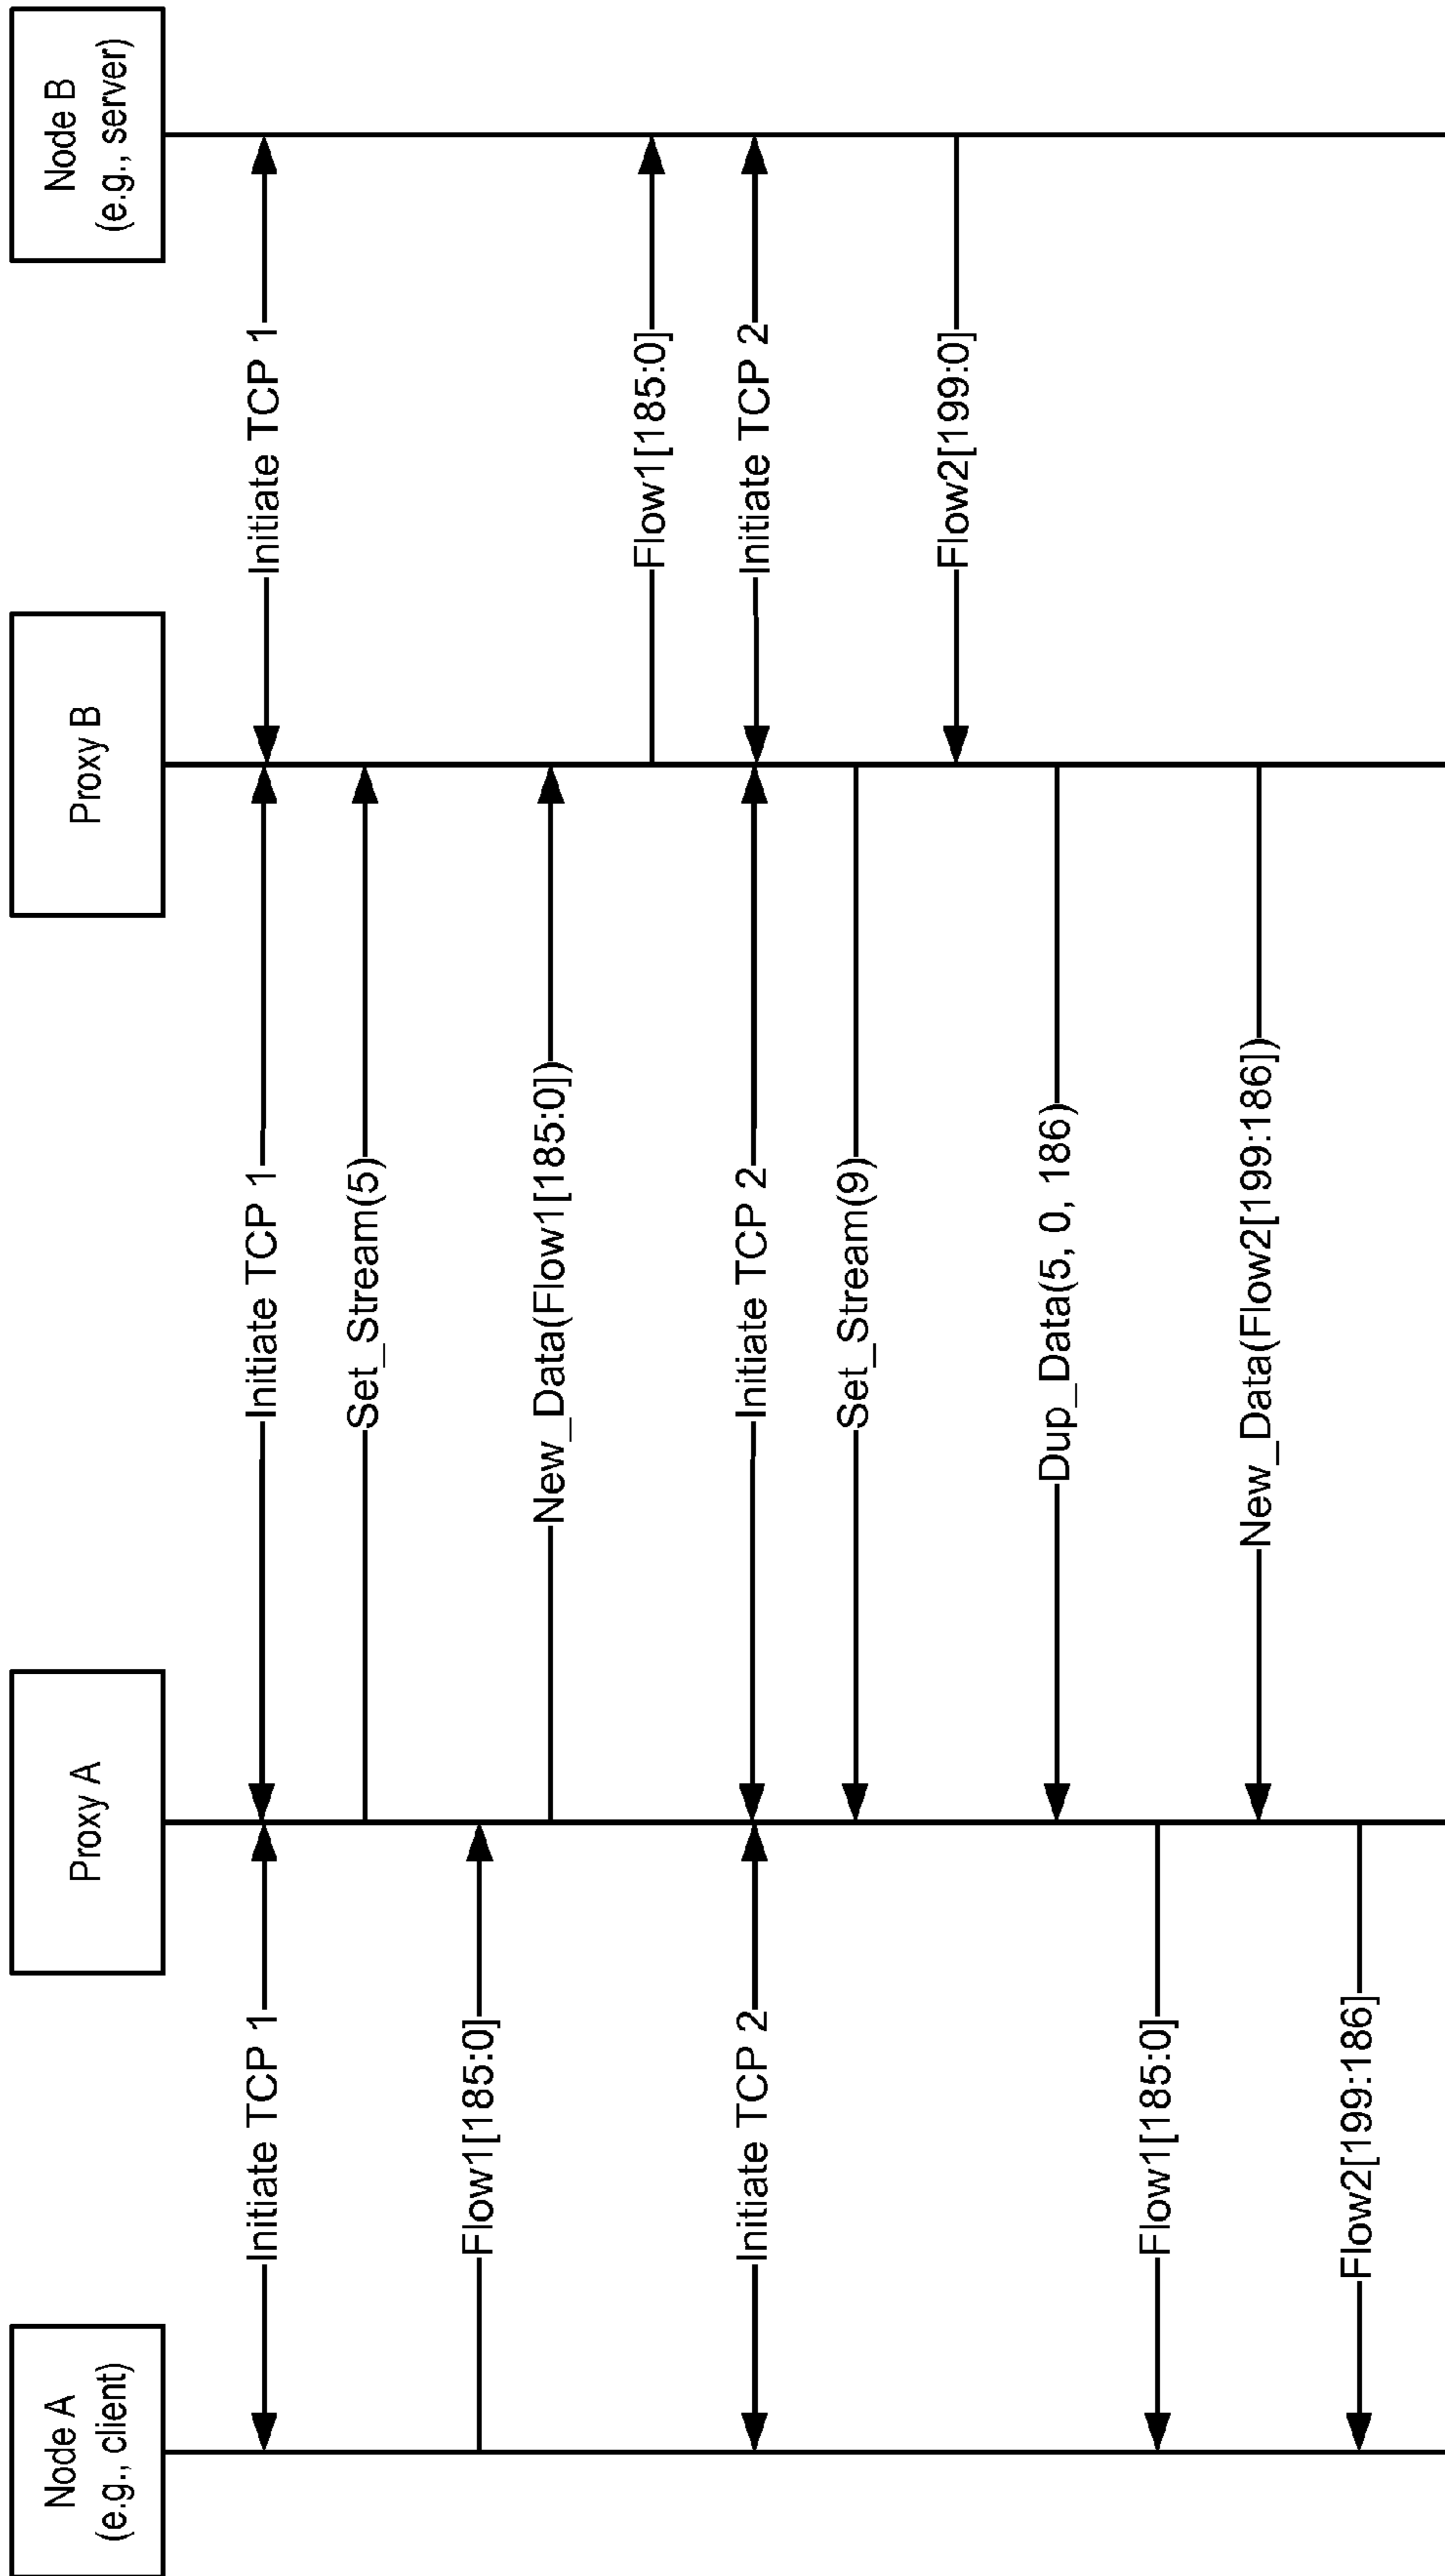 Node A
(e.g., client)
Proxy A
Proxy B
Node B
(e.g., server)
Initiate TCP 1
Initiate TCP 1
Initiate TCP 1
Set_Stream(5)
Flow1[185:0]
New_Data(Flow1[185:0])
Flow1[185:0]
Initiate TCP 2
Initiate TCP 2
Initiate TCP 2
Set_Stream(9)
Flow2[199:0]
Dup_Data(5, 0, 186)
Flow1[185:0]
New_Data(Flow2[199:186])
Flow2[199:186]